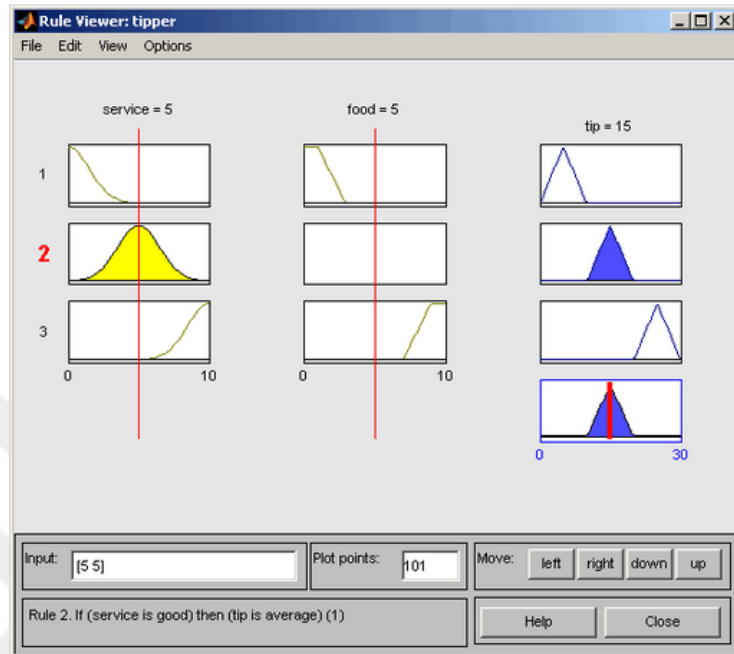 Rule Viewer: tipper
File Edit View Options
service = 5
food = 5
tip = 15
1
2
3
0 10
0 10
0 30
Input: [5 5]
Plot points: 101
Move: left right down up
Rule 2. If (service is good) then (tip is average) (1)
Help Close